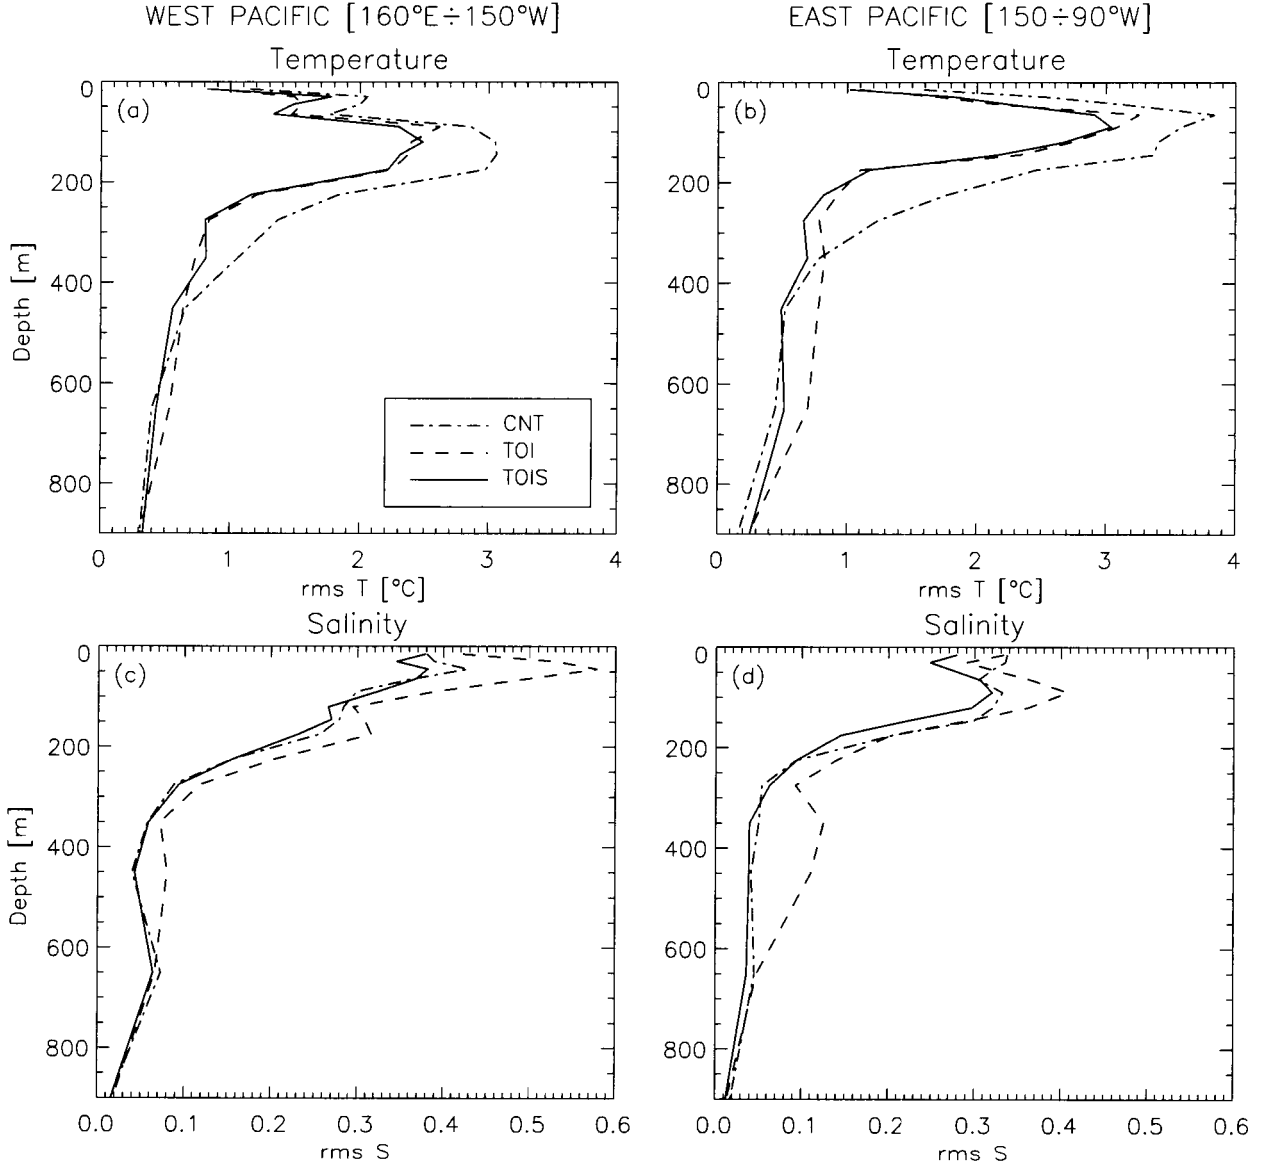 WEST PACIFIC [160°E÷150°W]
EAST PACIFIC [150÷90°W]
Temperature
Temperature
(a)
0
200
400
600
800
Depth [m]
CNT
TOI
TOIS
0 1 2 3 4
rms T [°C]
(b)
0
200
400
600
800
0 1 2 3 4
rms T [°C]
Salinity
Salinity
(c)
0
200
400
600
800
Depth [m]
0.0 0.1 0.2 0.3 0.4 0.5 0.6
rms S
(d)
0
200
400
600
800
0.0 0.1 0.2 0.3 0.4 0.5 0.6
rms S